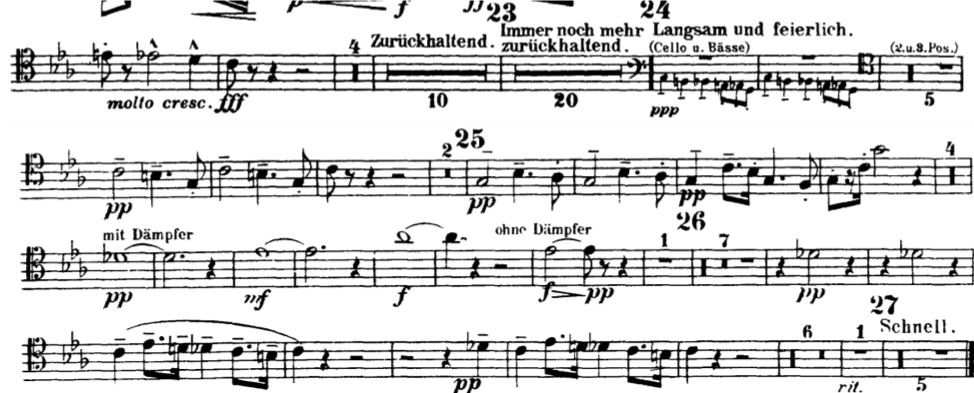 p f ff
23 24
Immer noch mehr Langsam und feierlich.
4 Zurückhaltend. zurückhaltend. (Cello u. Bässe) (2.u.3.Pos.)
molto cresc. fff 10 20 ppp 5
25
2 4
pp pp pp
mit Dämpfer ohne Dämpfer 26
1 7
pp mf f f pp pp
27
6 1 Schnell.
pp rit. 5